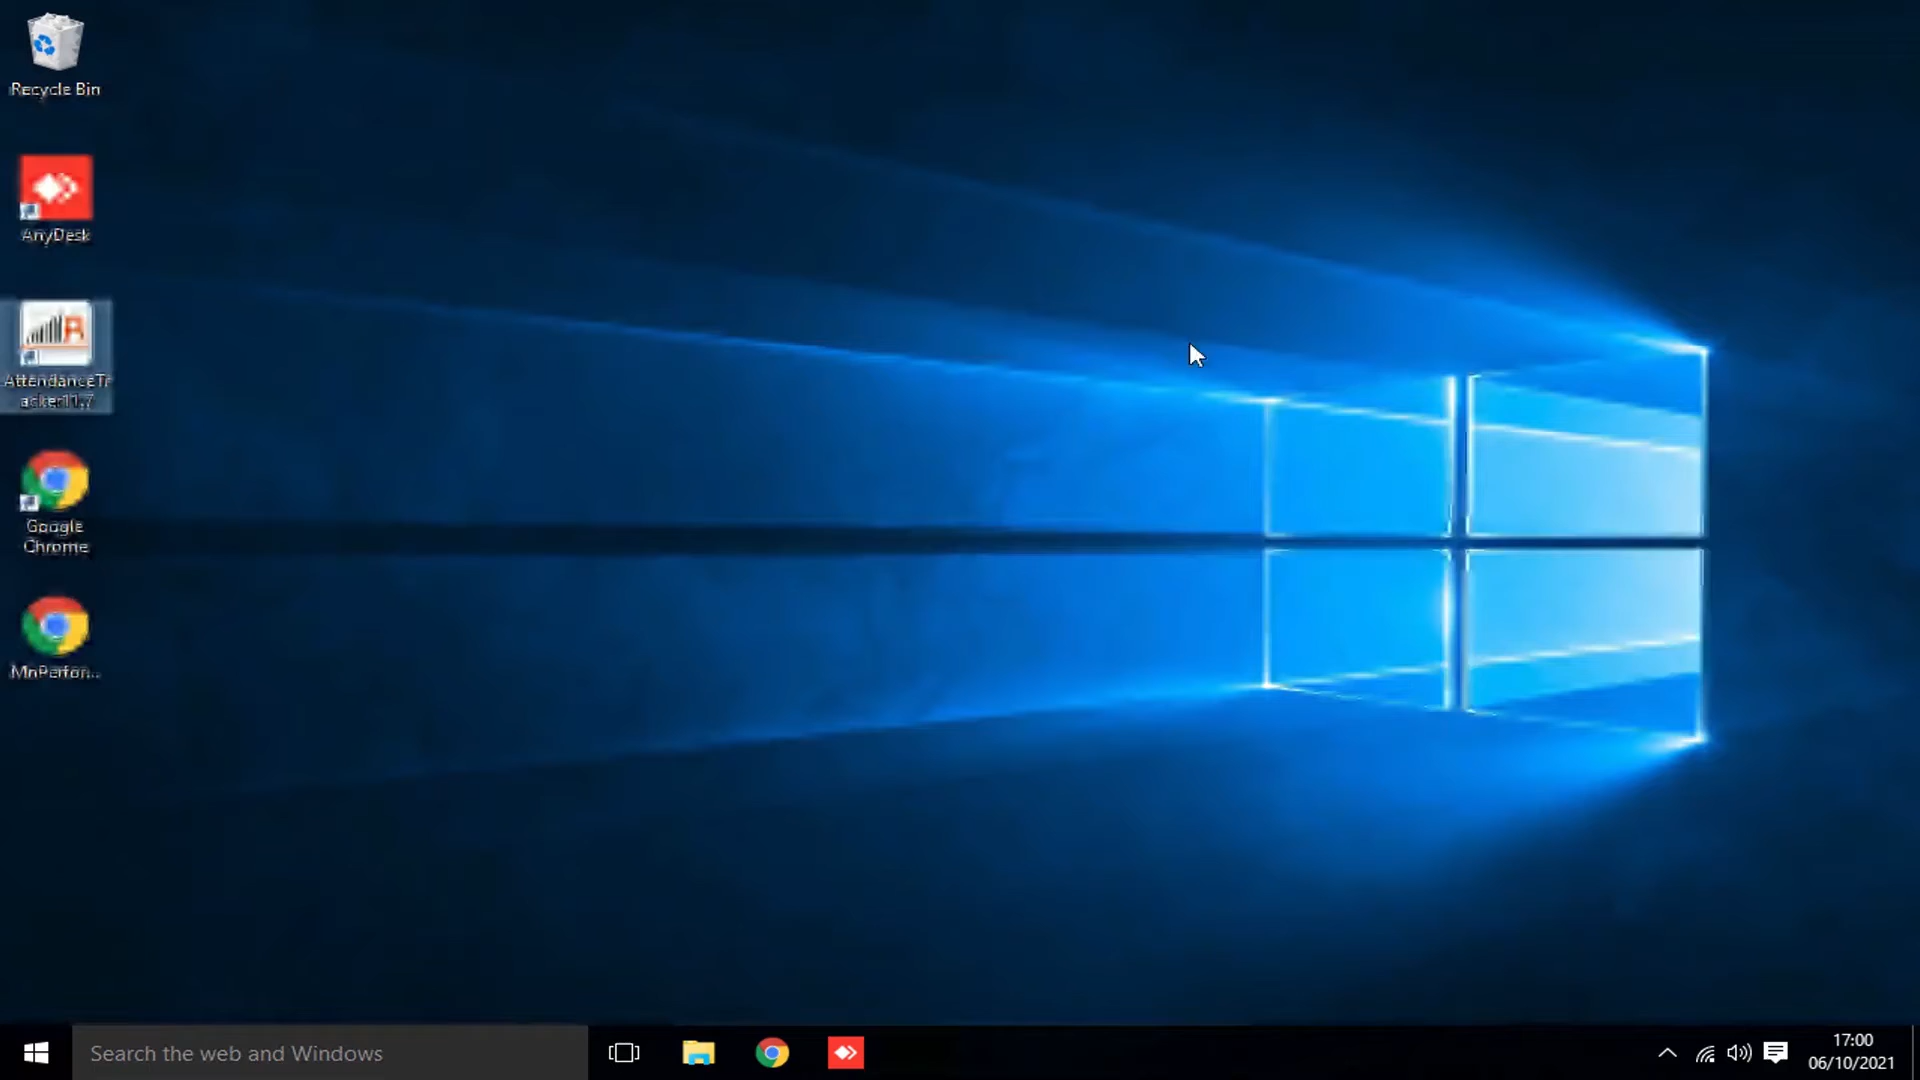 Recycle Bin
AnyDesk
AttendanceTr
acker11.7
Google
Chrome
Search the web and Windows
17:00
06/10/2021